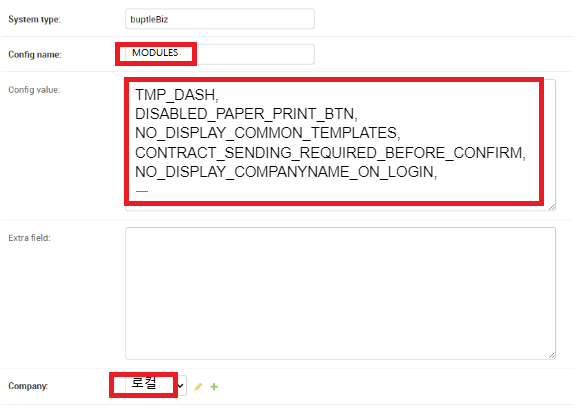 System type: buptleBiz
Config name: MODULES
Config value: TMP_DASH,
DISABLED_PAPER_PRINT_BTN,
NO_DISPLAY_COMMON_TEMPLATES,
CONTRACT_SENDING_REQUIRED_BEFORE_CONFIRM,
NO_DISPLAY_COMPANYNAME_ON_LOGIN,
....
Extra field:
Company: 로컬